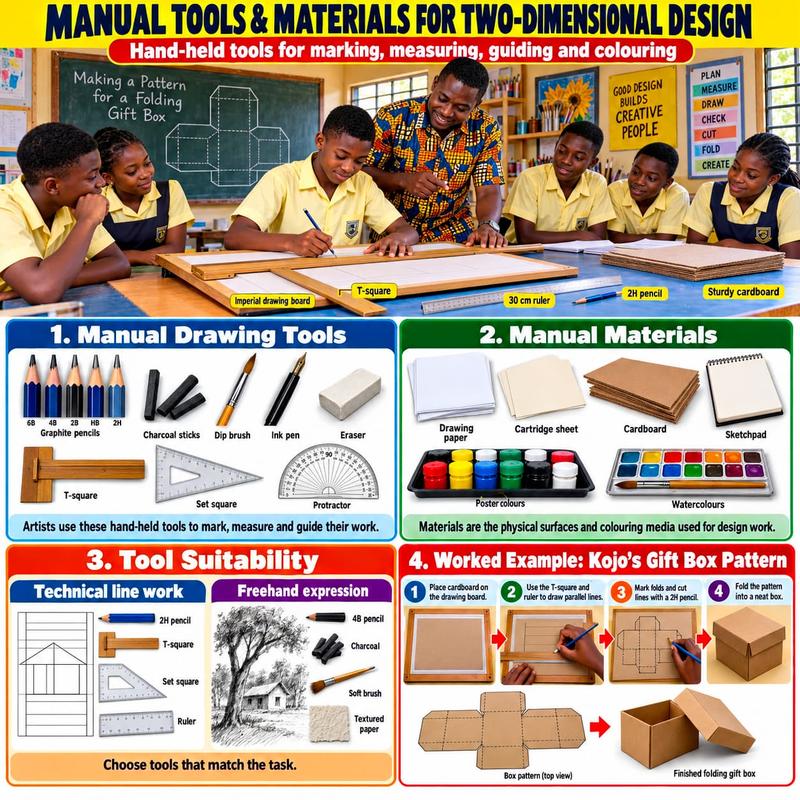 MANUAL TOOLS & MATERIALS FOR TWO-DIMENSIONAL DESIGN
Hand-held tools for marking, measuring, guiding and colouring
Making a Pattern
for a Folding
Gift Box
GOOD DESIGN
BUILDS
CREATIVE
PEOPLE
PLAN
MEASURE
DRAW
CHECK
CUT
FOLD
CREATE
Imperial drawing board
T-square
30 cm ruler
2H pencil
Sturdy cardboard
1. Manual Drawing Tools
6B 4B 2B HB 2H
Graphite pencils
Charcoal sticks
Dip brush
Ink pen
Eraser
T-square
Set square
90
Protractor
Artists use these hand-held tools to mark, measure and guide their work.
2. Manual Materials
Drawing
paper
Cartridge sheet
Cardboard
Sketchpad
Poster colours
Watercolours
Materials are the physical surfaces and colouring media used for design work.
3. Tool Suitability
Technical line work
2H pencil
T-square
Set square
Ruler
Freehand expression
4B pencil
Charcoal
Soft brush
Textured
paper
Choose tools that match the task.
4. Worked Example: Kojo's Gift Box Pattern
1 Place cardboard on
the drawing board.
2 Use the T-square and
ruler to draw parallel lines.
3 Mark folds and cut
lines with a 2H pencil.
4 Fold the pattern
into a neat box.
Box pattern (top view)
Finished folding gift box